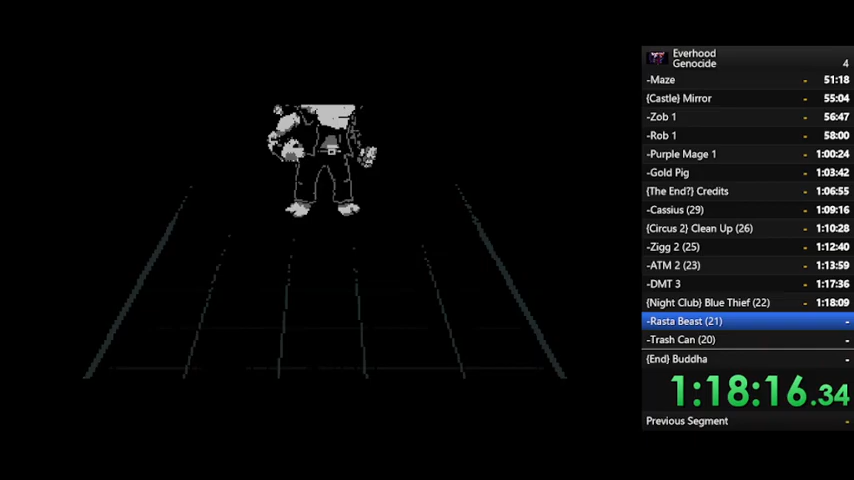 Everhood
Genocide 4
-Maze - 51:18
{Castle} Mirror - 55:04
-Zob 1 - 56:47
-Rob 1 - 58:00
-Purple Mage 1 - 1:00:24
-Gold Pig - 1:03:42
{The End?} Credits - 1:06:55
-Cassius (29) - 1:09:16
{Circus 2} Clean Up (26) - 1:10:28
-Zigg 2 (25) - 1:12:40
-ATM 2 (23) - 1:13:59
-DMT 3 - 1:17:36
{Night Club} Blue Thief (22) - 1:18:09
-Rasta Beast (21) -
-Trash Can (20) -
{End} Buddha -
1:18:16.34
Previous Segment -